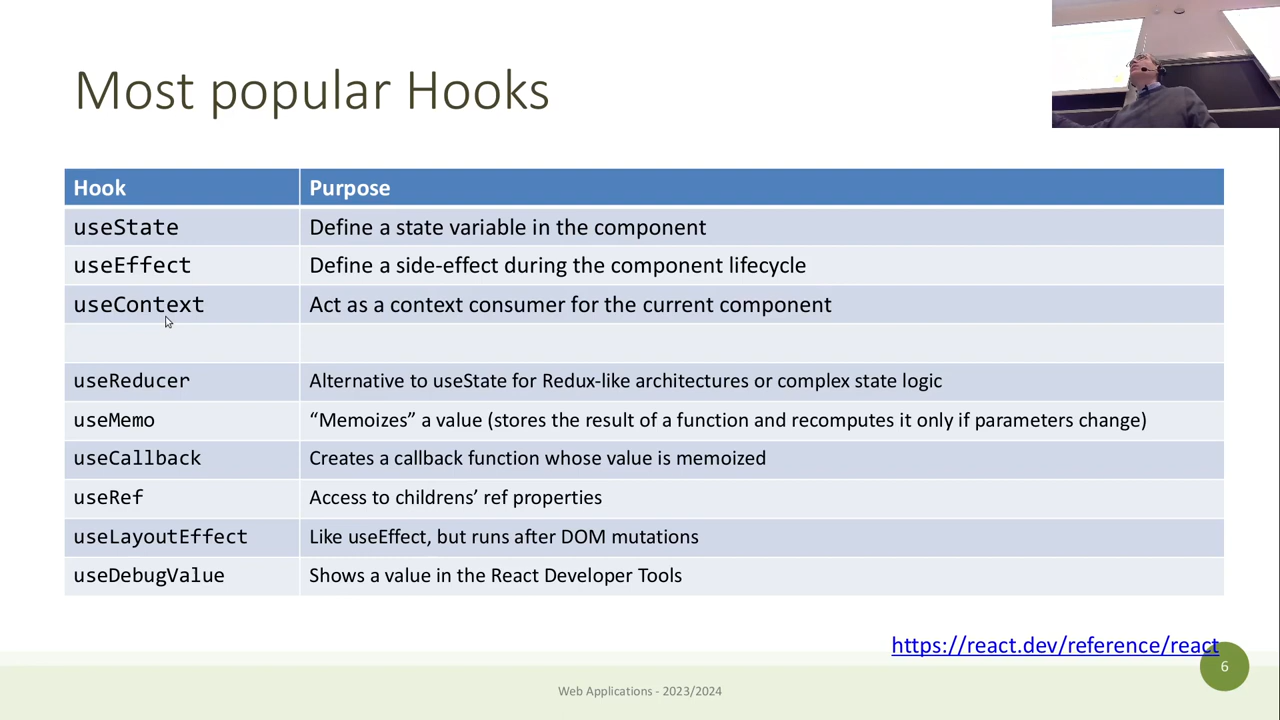 Most popular Hooks
Hook Purpose
useState Define a state variable in the component
useEffect Define a side-effect during the component lifecycle
useContext Act as a context consumer for the current component
useReducer Alternative to useState for Redux-like architectures or complex state logic
useMemo “Memoizes” a value (stores the result of a function and recomputes it only if parameters change)
useCallback Creates a callback function whose value is memoized
useRef Access to childrens’ ref properties
useLayoutEffect Like useEffect, but runs after DOM mutations
useDebugValue Shows a value in the React Developer Tools
https://react.dev/reference/react
6
Web Applications - 2023/2024